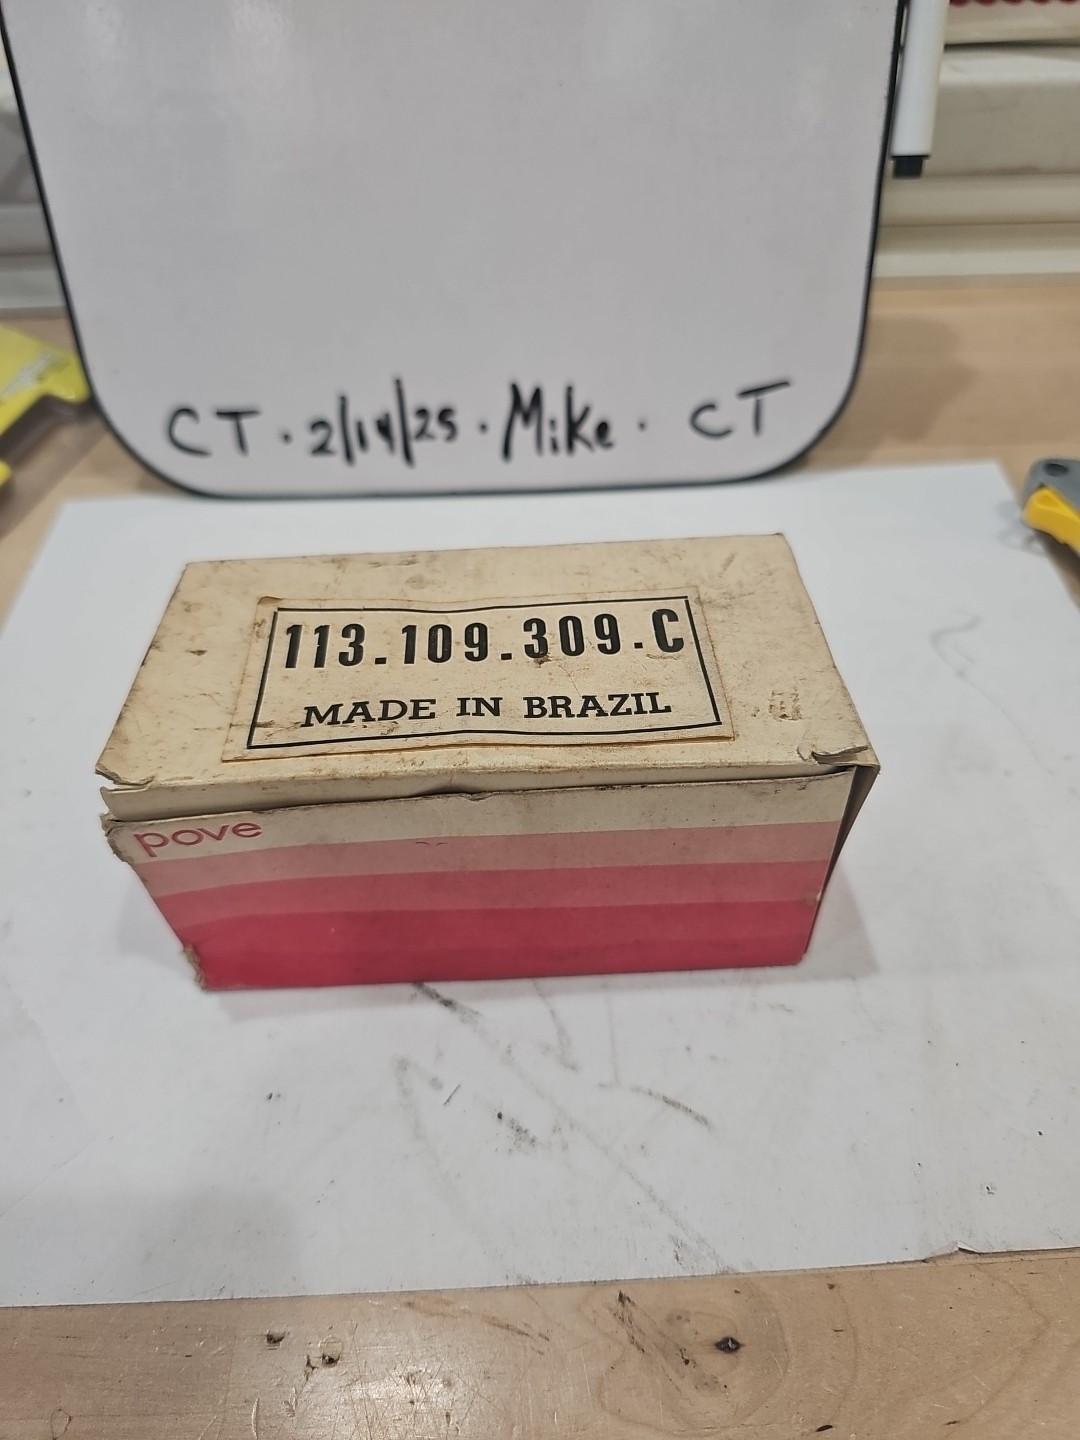 CT · 2/14/25 · Mike · CT
113.109.309.C
MADE IN BRAZIL
pove